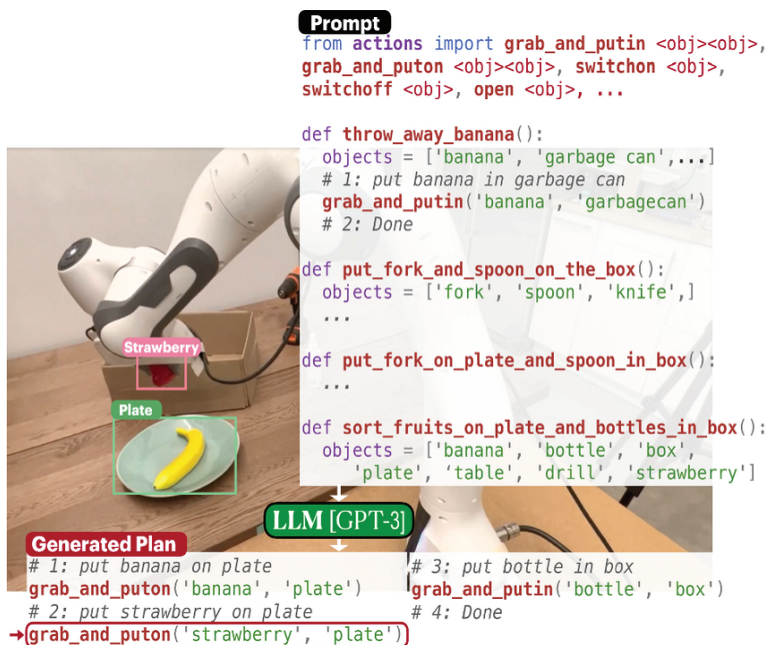 Prompt
from actions import grab_and_putin <obj><obj>,
grab_and_puton <obj><obj>, switchon <obj>,
switchoff <obj>, open <obj>, ...
def throw_away_banana():
objects = ['banana', 'garbage can',...]
# 1: put banana in garbage can
grab_and_putin('banana', 'garbagecan')
# 2: Done
def put_fork_and_spoon_on_the_box():
objects = ['fork', 'spoon', 'knife',]
...
def put_fork_on_plate_and_spoon_in_box():
...
def sort_fruits_on_plate_and_bottles_in_box():
objects = ['banana', 'bottle', 'box',
'plate', 'table', 'drill', 'strawberry']
Strawberry
Plate
LLM [GPT-3]
Generated Plan
# 1: put banana on plate
grab_and_puton('banana', 'plate')
# 2: put strawberry on plate
→grab_and_puton('strawberry', 'plate')
# 3: put bottle in box
grab_and_putin('bottle', 'box')
# 4: Done